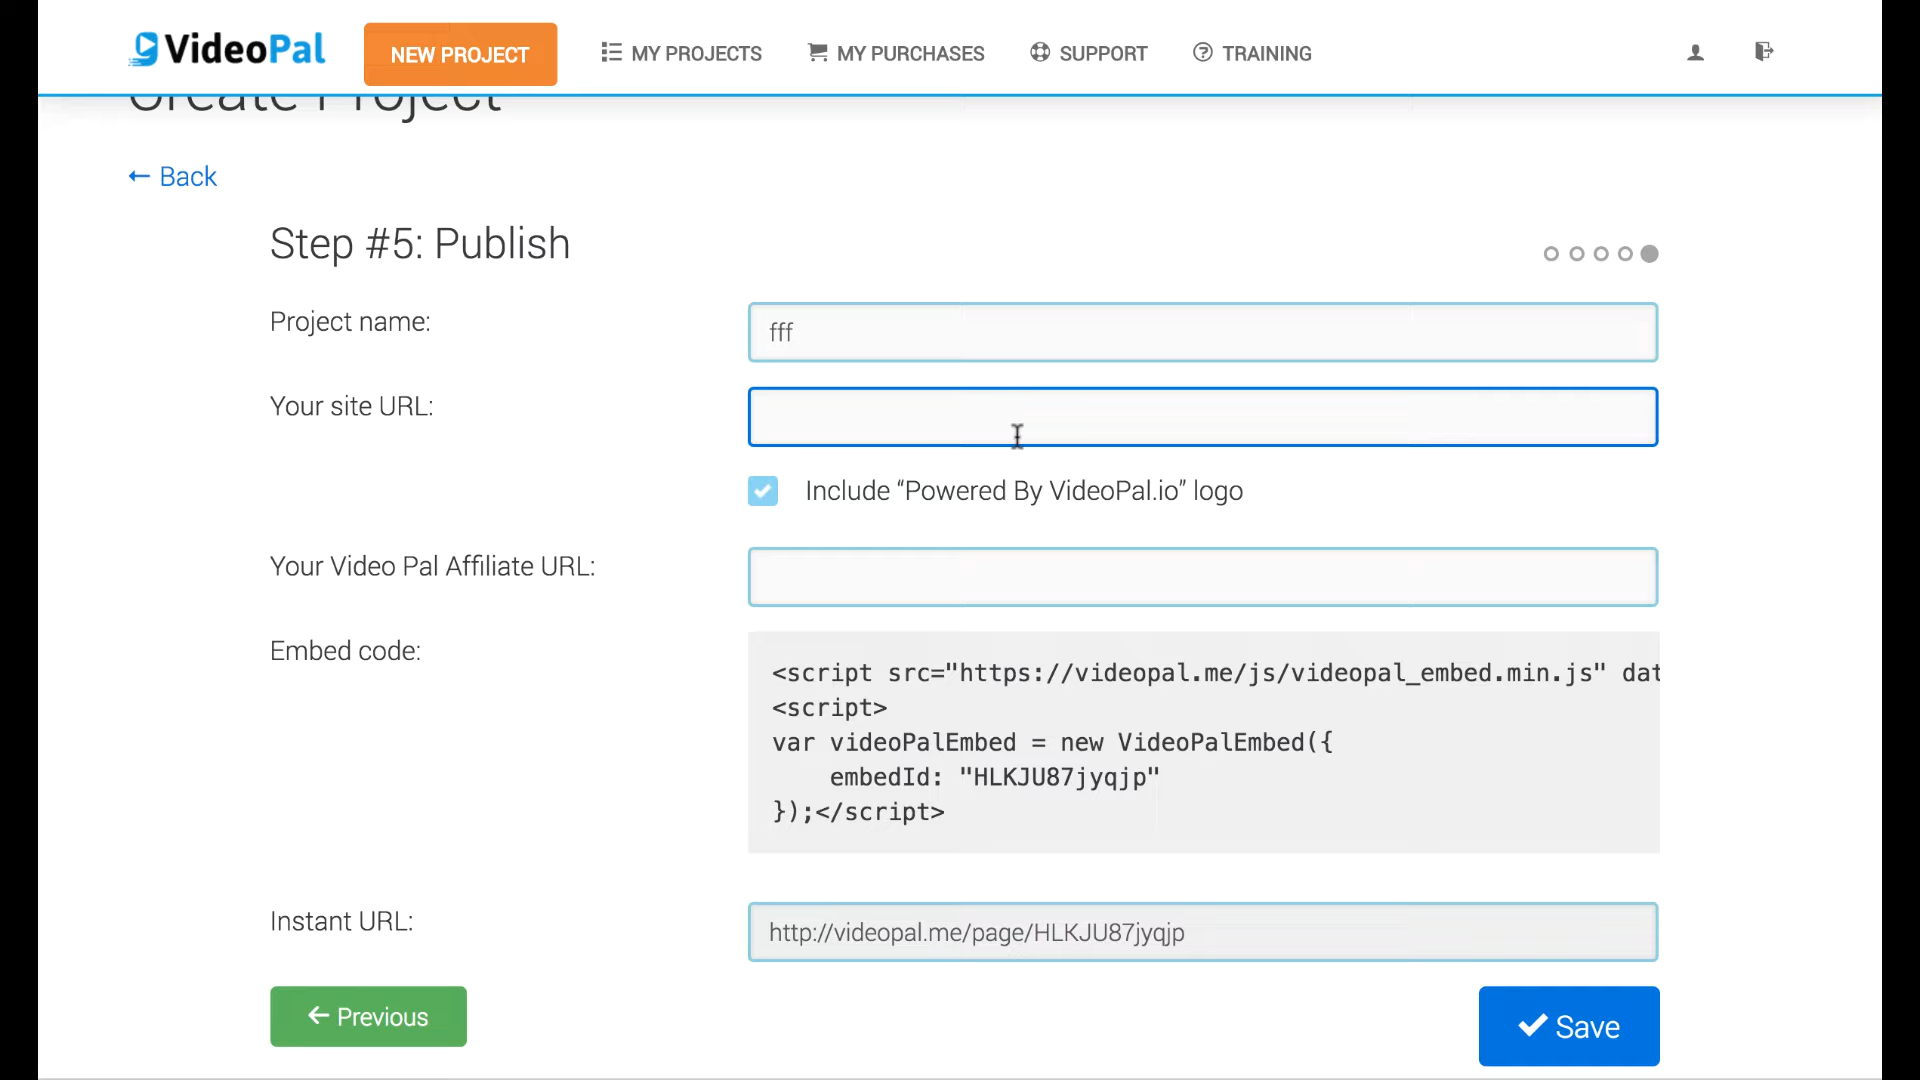 VideoPal
NEW PROJECT
MY PROJECTS
MY PURCHASES
SUPPORT
TRAINING
Create Project
← Back
Step #5: Publish
Project name:
fff
Your site URL:
Include “Powered By VideoPal.io” logo
Your Video Pal Affiliate URL:
Embed code:
<script src="https://videopal.me/js/videopal_embed.min.js" dat
<script>
var videoPalEmbed = new VideoPalEmbed({
    embedId: "HLKJU87jyqjp"
});</script>
Instant URL:
http://videopal.me/page/HLKJU87jyqjp
← Previous
Save